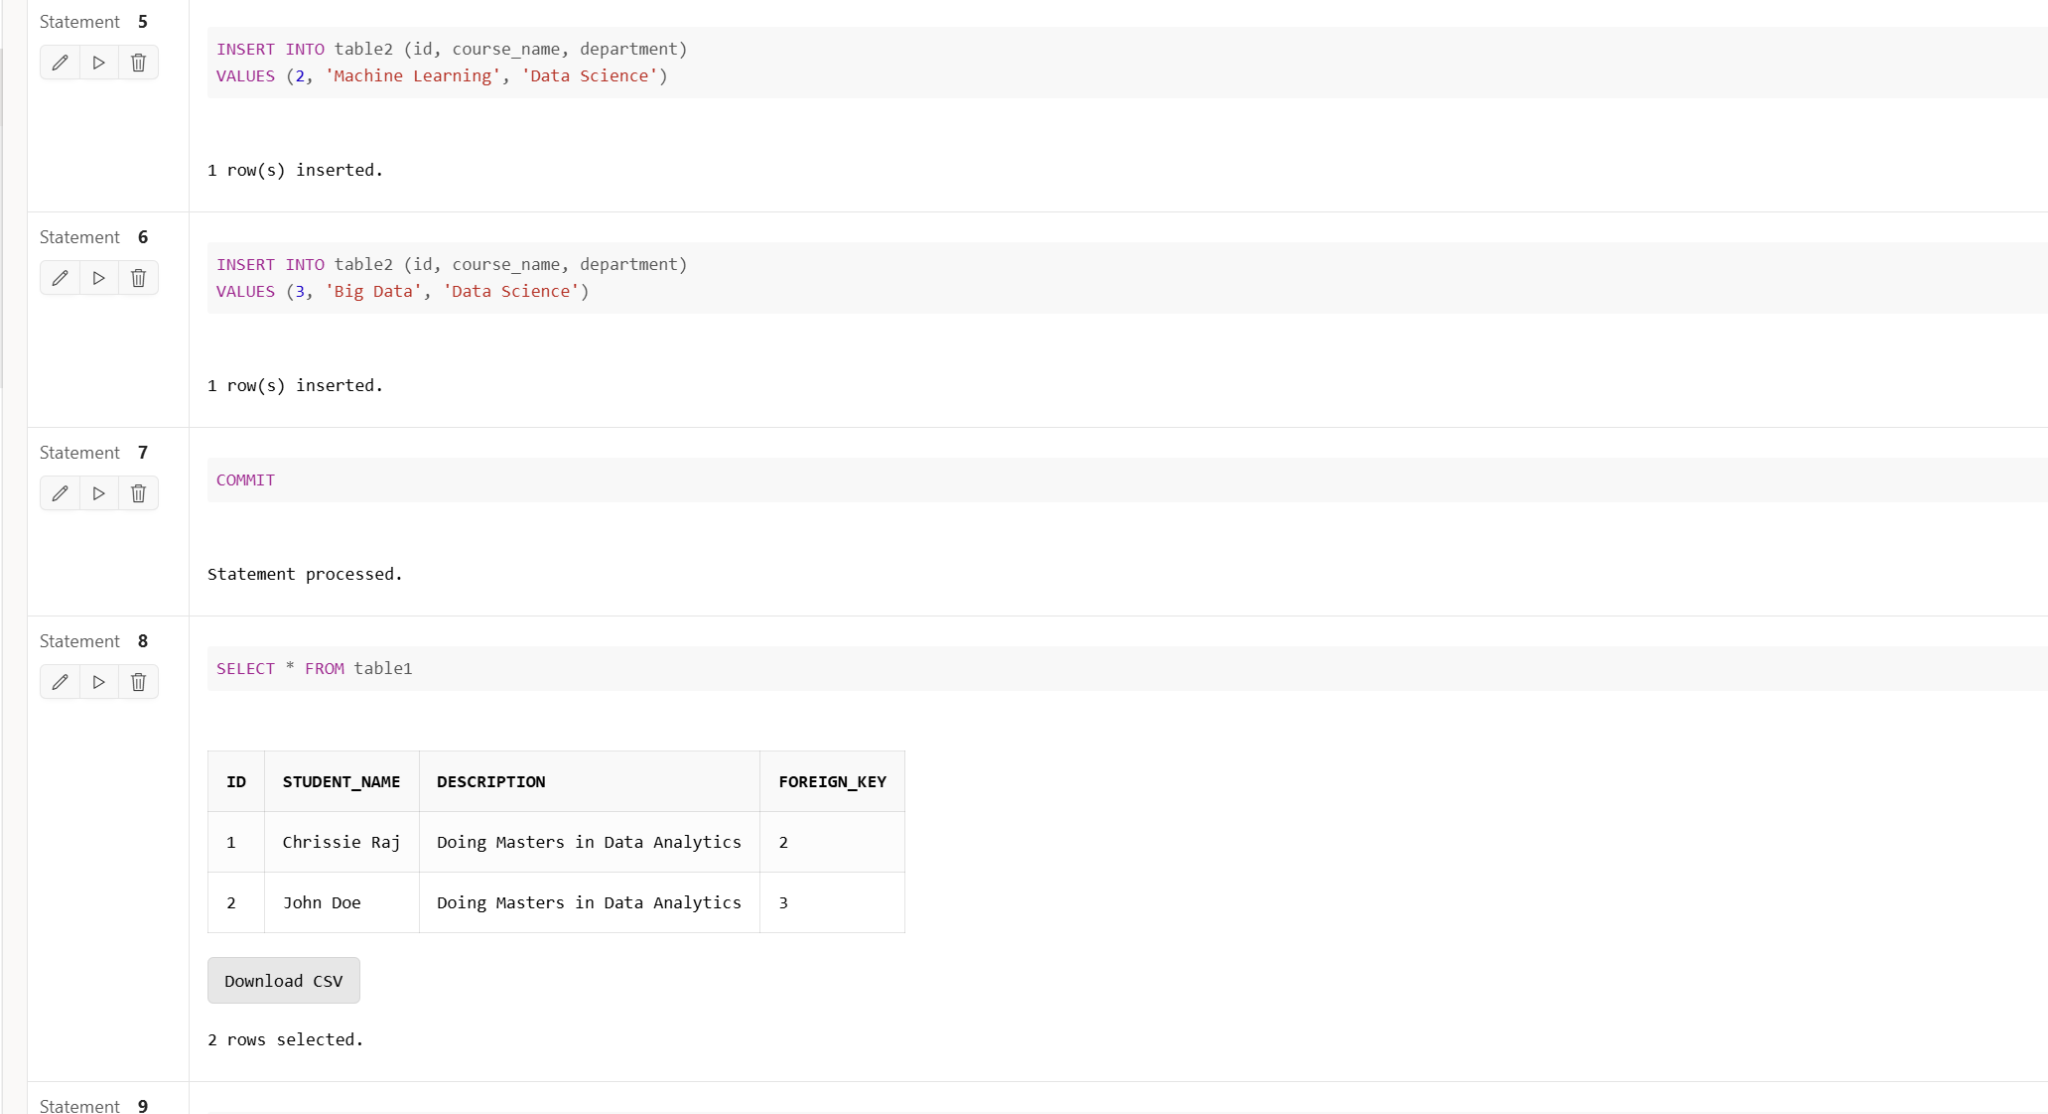 Statement 5
INSERT INTO table2 (id, course_name, department)
VALUES (2, 'Machine Learning', 'Data Science')
1 row(s) inserted.
Statement 6
INSERT INTO table2 (id, course_name, department)
VALUES (3, 'Big Data', 'Data Science')
1 row(s) inserted.
Statement 7
COMMIT
Statement processed.
Statement 8
SELECT * FROM table1
ID STUDENT_NAME DESCRIPTION FOREIGN_KEY
1 Chrissie Raj Doing Masters in Data Analytics 2
2 John Doe Doing Masters in Data Analytics 3
Download CSV
2 rows selected.
Statement 9